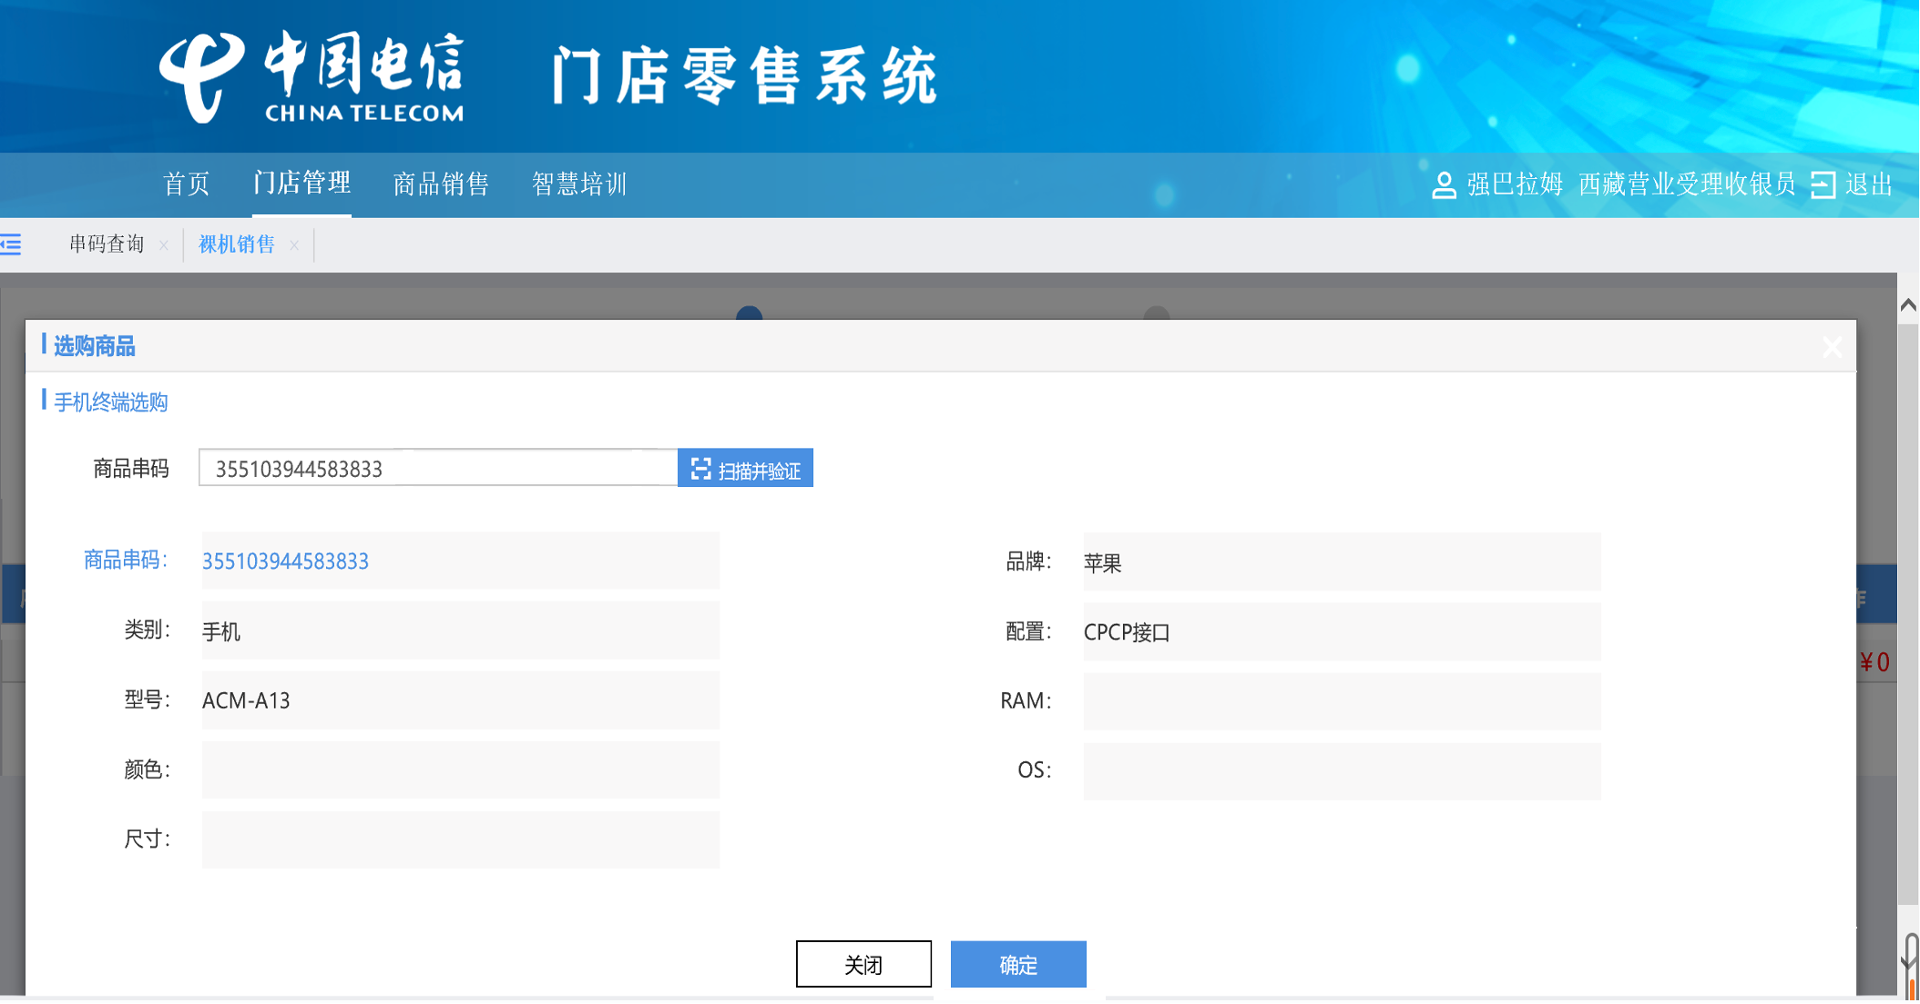 中国电信
CHINA TELECOM
门店零售系统
首页 门店管理 商品销售 智慧培训 强巴拉姆 西藏营业受理收银员 退出
串码查询 × 裸机销售 ×
选购商品
手机终端选购
商品串码 355103944583833 扫描并验证
商品串码: 355103944583833 品牌: 苹果
类别: 手机 配置: CPCP接口
型号: ACM-A13 RAM:
¥0
颜色: OS:
尺寸:
关闭 确定